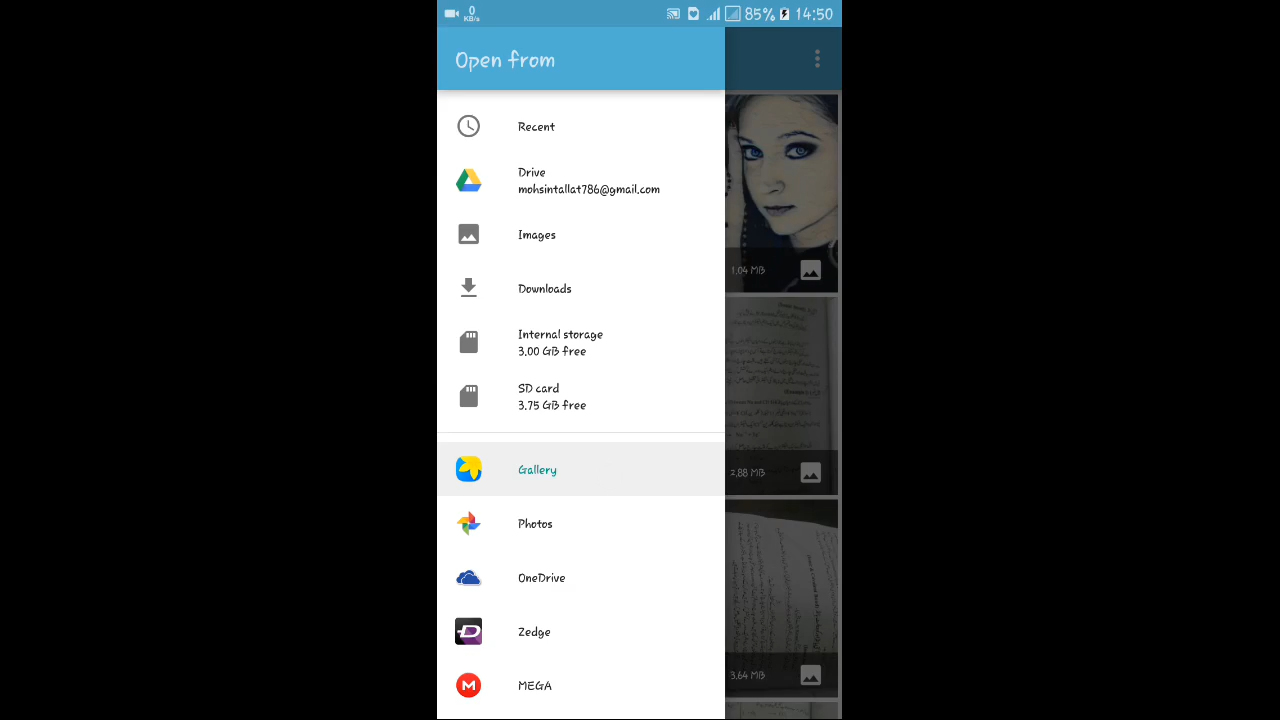 0
KB/s
85%
14:50
Open from
Recent
Drive
mohsintallat786@gmail.com
Images
Downloads
Internal storage
3.00 GB free
SD card
3.75 GB free
Gallery
Photos
OneDrive
Zedge
MEGA
1.04 MB
2.88 MB
3.64 MB